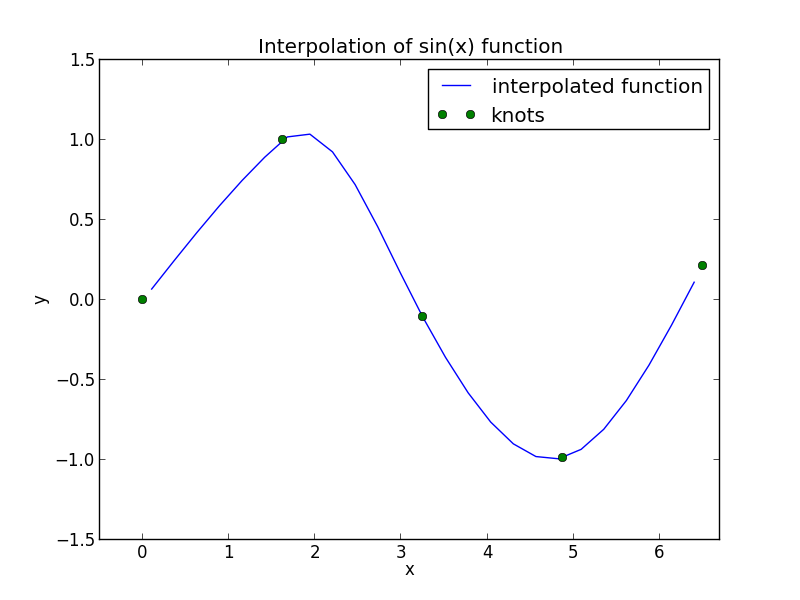 Interpolation of sin(x) function
interpolated function
knots
1.5
1.0
0.5
0.0
−0.5
−1.0
−1.5
y
0 1 2 3 4 5 6
x